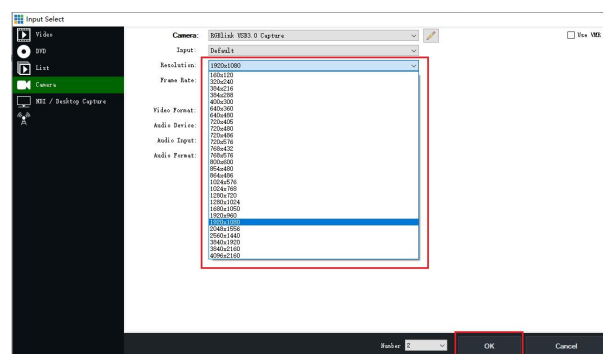 Input Select
Video
DVD
List
Camera
NDI / Desktop Capture
Camera: RGBlink USB3.0 Capture
Use VMR
Input: Default
Resolution: 1920x1080
Frame Rate:
Video Format:
Audio Device:
Audio Input:
Audio Format:
160x120
320x240
384x216
384x288
400x300
640x360
640x480
720x405
720x480
720x486
720x576
768x432
768x576
800x600
854x480
864x486
1024x576
1024x768
1280x720
1280x1024
1680x1050
1920x960
1920x1080
2048x1556
2560x1440
3840x1920
3840x2160
4096x2160
Number 2
OK
Cancel